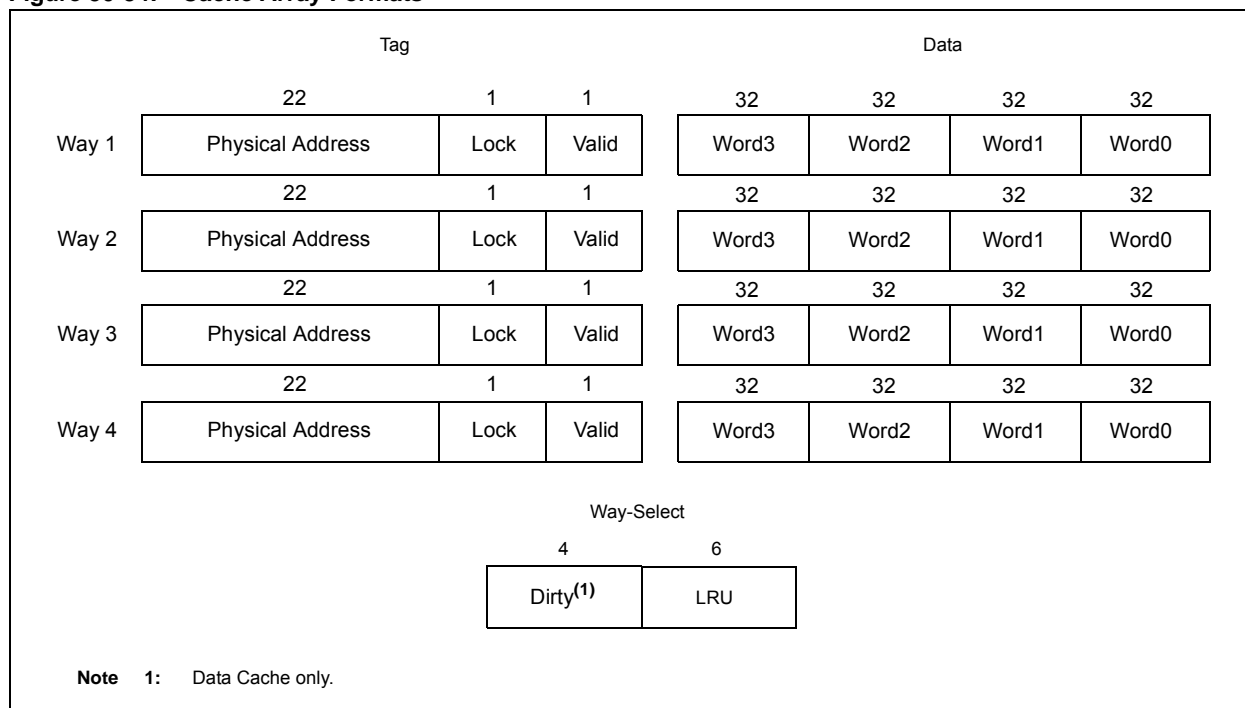 Tag Data
22 1 1 32 32 32 32
Way 1 Physical Address Lock Valid Word3 Word2 Word1 Word0
22 1 1 32 32 32 32
Way 2 Physical Address Lock Valid Word3 Word2 Word1 Word0
22 1 1 32 32 32 32
Way 3 Physical Address Lock Valid Word3 Word2 Word1 Word0
22 1 1 32 32 32 32
Way 4 Physical Address Lock Valid Word3 Word2 Word1 Word0
Way-Select
4 6
Dirty(1) LRU
Note 1: Data Cache only.